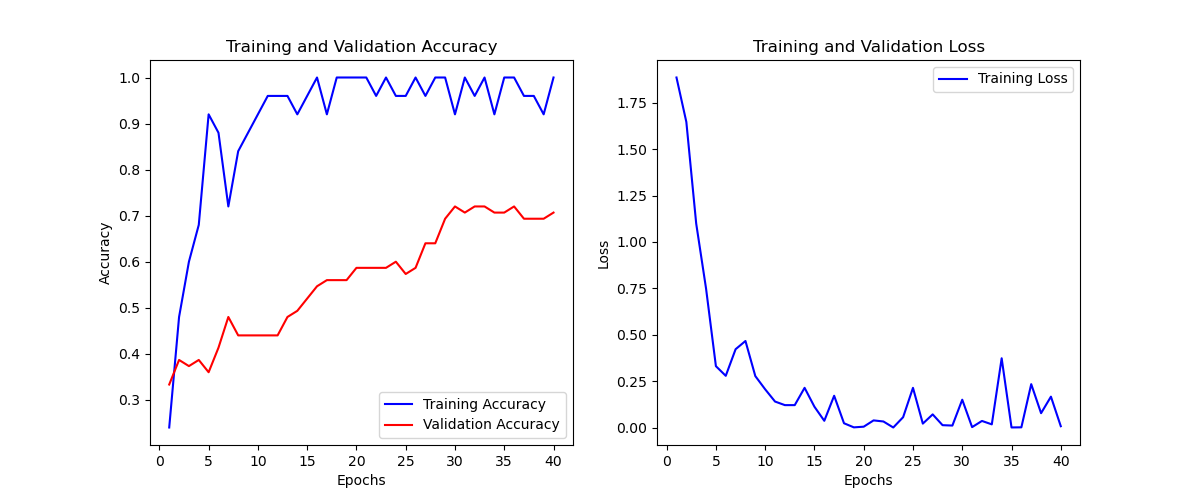 Training and Validation Accuracy
1.0
0.9
0.8
0.7
0.6
0.5
0.4
0.3
Accuracy
Training Accuracy
Validation Accuracy
0 5 10 15 20 25 30 35 40
Epochs
Training and Validation Loss
Training Loss
1.75
1.50
1.25
1.00
0.75
0.50
0.25
0.00
Loss
0 5 10 15 20 25 30 35 40
Epochs